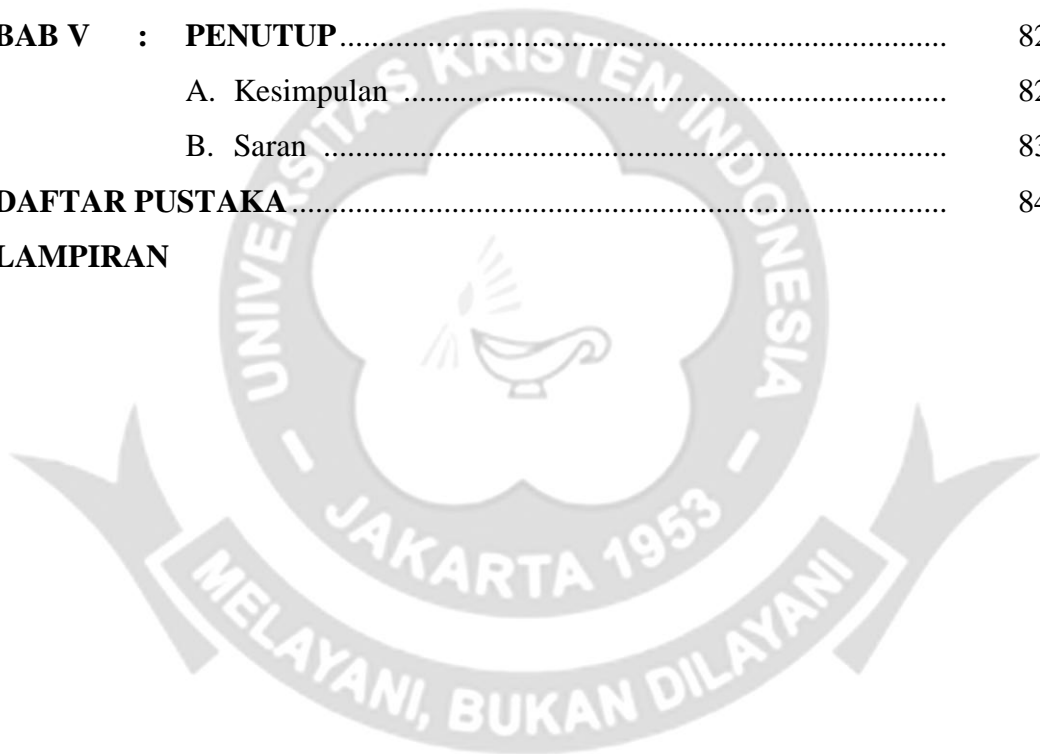 BAB V : PENUTUP........................................................................ 82
A. Kesimpulan ................................................................ 82
B. Saran ......................................................................... 83
DAFTAR PUSTAKA.............................................................................. 84
LAMPIRAN
UNIVERSITAS KRISTEN INDONESIA
- JAKARTA 1953 -
MELAYANI, BUKAN DILAYANI